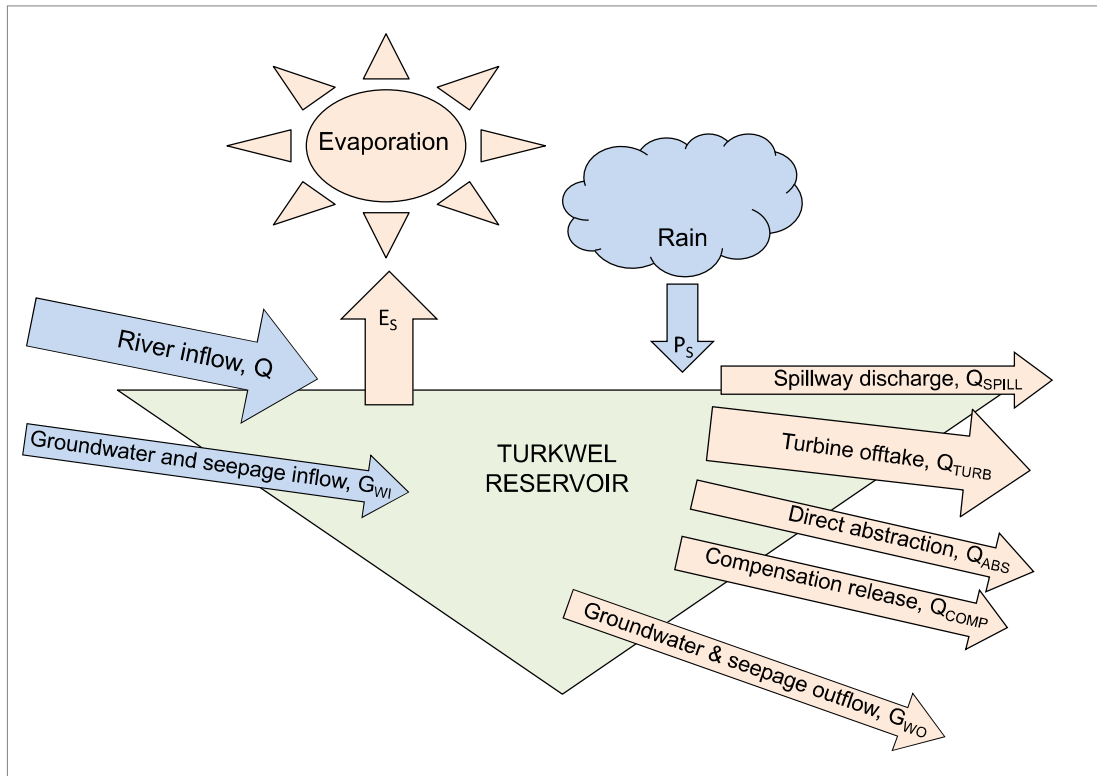 Evaporation
Rain
E_S
P_S
River inflow, Q
Spillway discharge, Q_SPILL
Groundwater and seepage inflow, G_WI
TURKWEL
RESERVOIR
Turbine offtake, Q_TURB
Direct abstraction, Q_ABS
Compensation release, Q_COMP
Groundwater & seepage outflow, G_WO